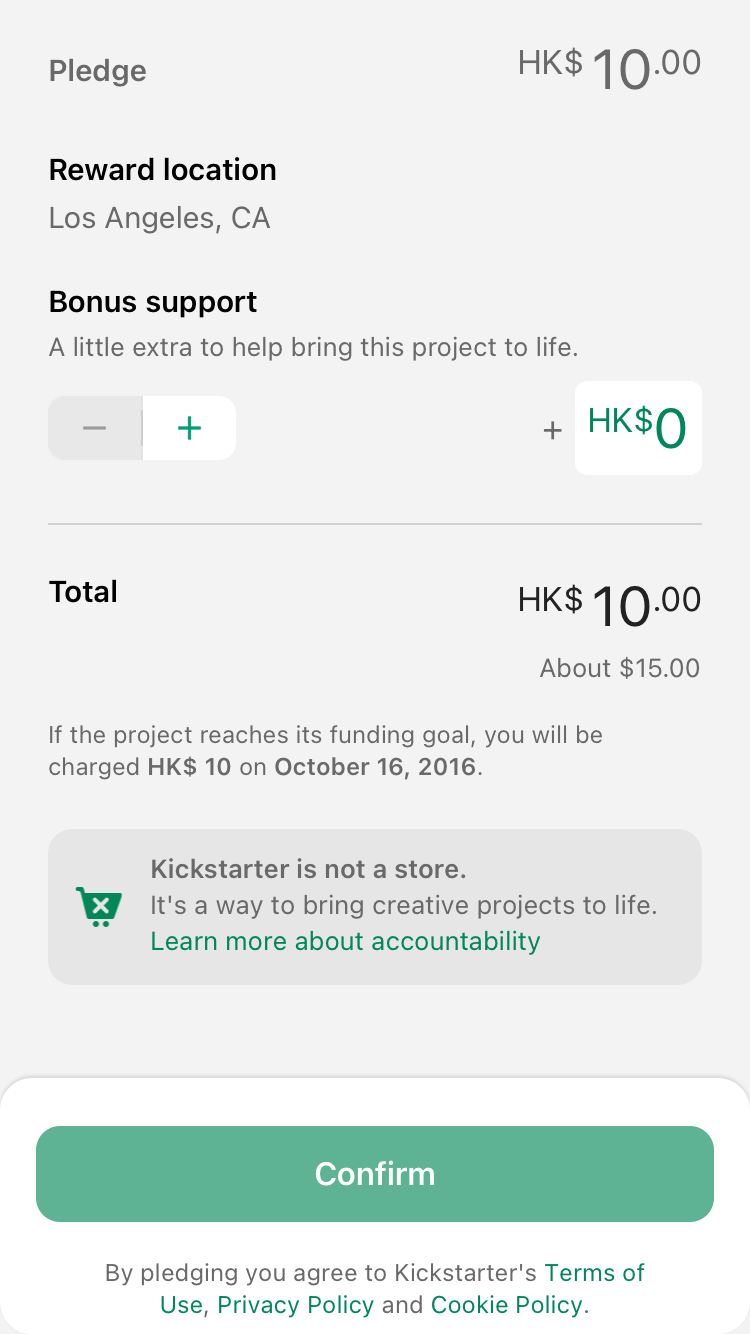 Pledge HK$ 10.00
Reward location
Los Angeles, CA
Bonus support
A little extra to help bring this project to life.
− + + HK$0
Total HK$ 10.00
About $15.00
If the project reaches its funding goal, you will be
charged HK$ 10 on October 16, 2016.
Kickstarter is not a store.
It's a way to bring creative projects to life.
Learn more about accountability
Confirm
By pledging you agree to Kickstarter's Terms of
Use, Privacy Policy and Cookie Policy.